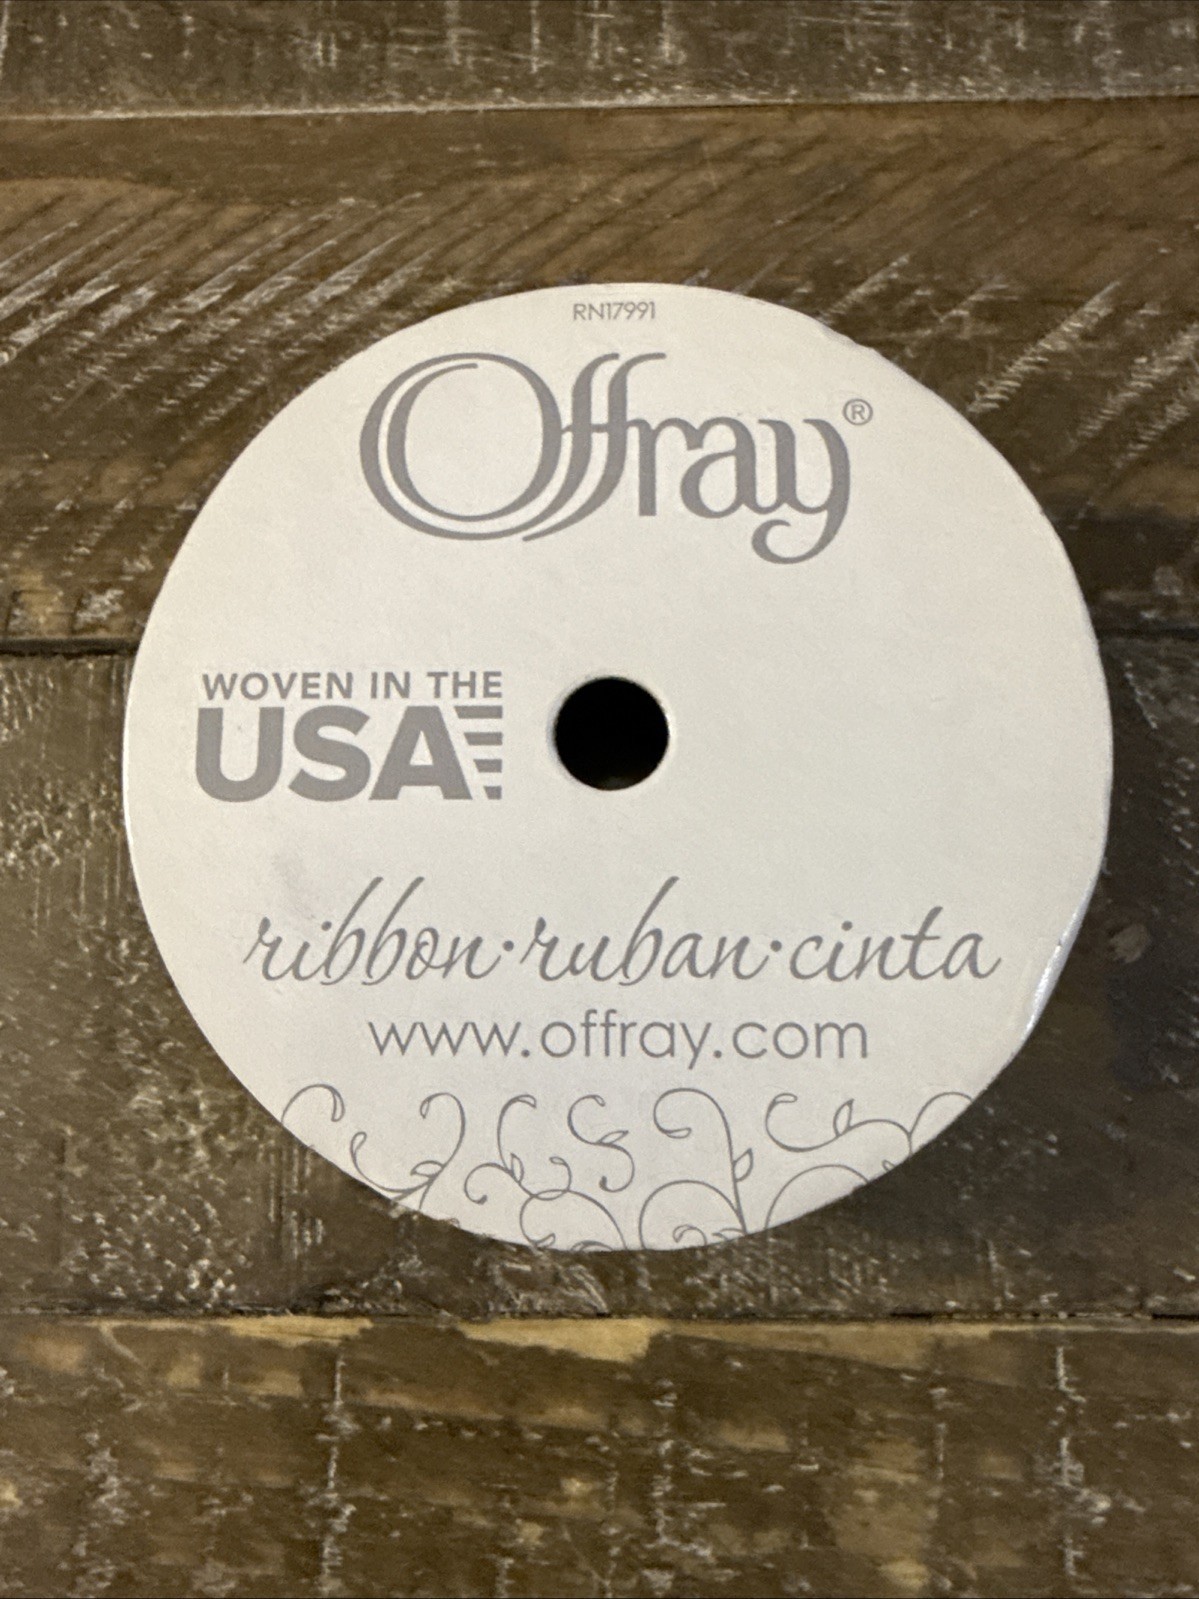 RN17991
Offray®
WOVEN IN THE
USA
ribbon·ruban·cinta
www.offray.com